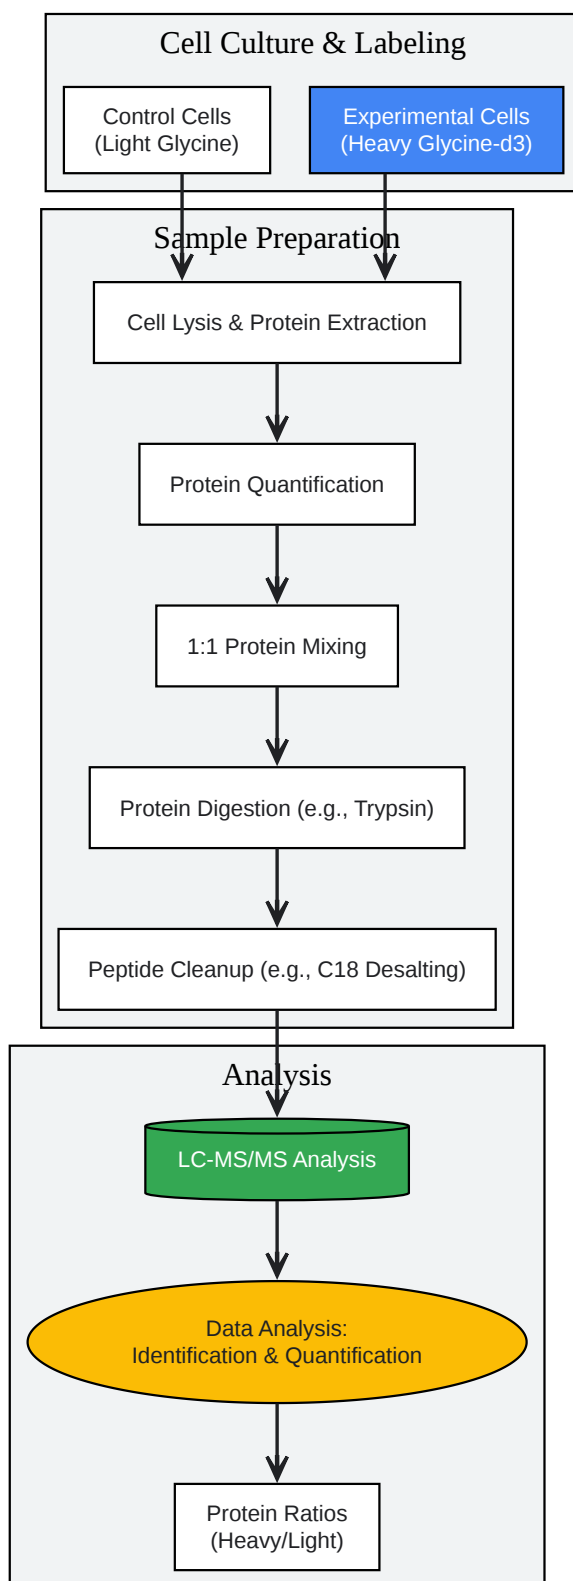 Cell Culture & Labeling
Control Cells
(Light Glycine)
Experimental Cells
(Heavy Glycine-d3)
Sample Preparation
Cell Lysis & Protein Extraction
Protein Quantification
1:1 Protein Mixing
Protein Digestion (e.g., Trypsin)
Peptide Cleanup (e.g., C18 Desalting)
Analysis
LC-MS/MS Analysis
Data Analysis:
Identification & Quantification
Protein Ratios
(Heavy/Light)